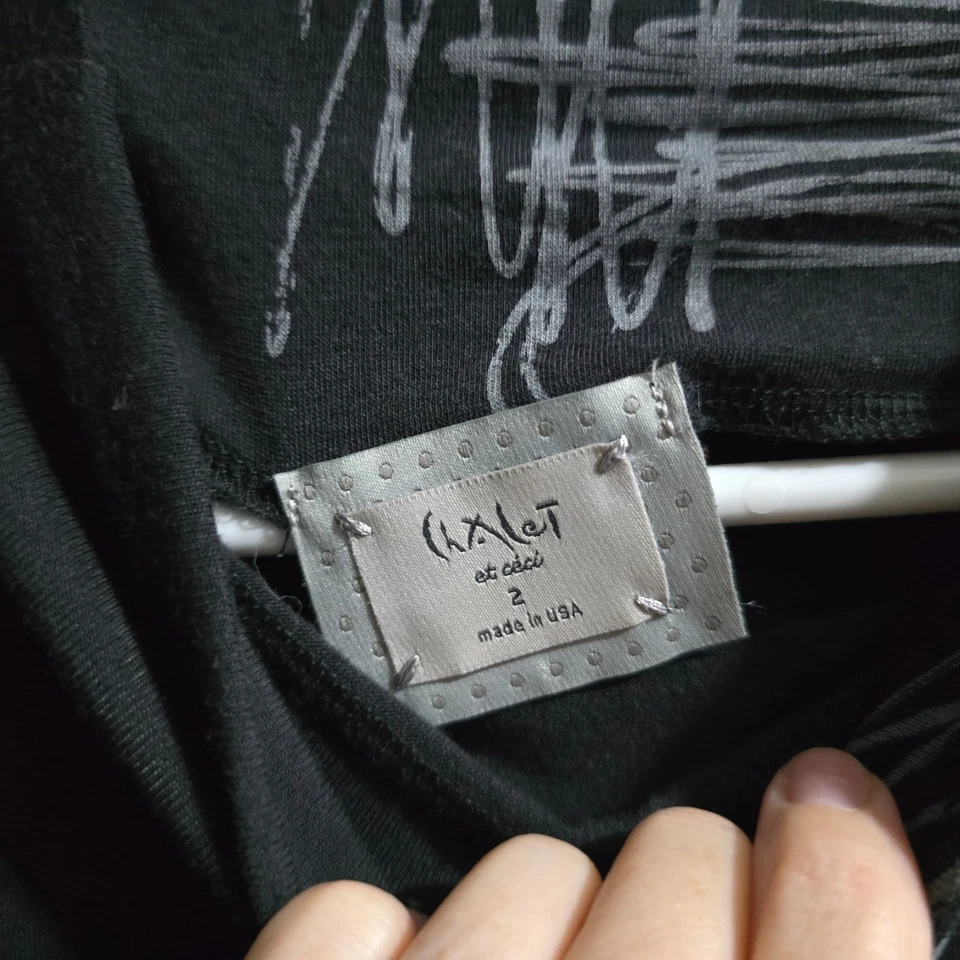 ChALeT
et céci
2
made in USA